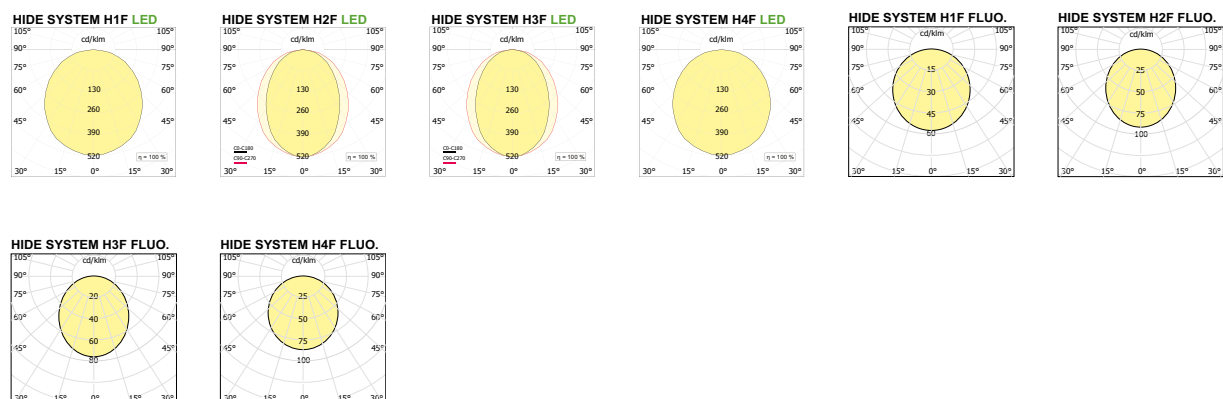 HIDE SYSTEM H1F LED
105° cd/klm 105°
90° 90°
75° 75°
130
60° 60°
260
45° 390 45°
520 η = 100 %
30° 15° 0° 15° 30°
HIDE SYSTEM H2F LED
105° cd/klm 105°
90° 90°
75° 75°
130
60° 60°
260
45° 390 45°
C0-C180
520 η = 100 %
C90-C270
30° 15° 0° 15° 30°
HIDE SYSTEM H3F LED
105° cd/klm 105°
90° 90°
75° 75°
130
60° 60°
260
45° 390 45°
C0-C180
520 η = 100 %
C90-C270
30° 15° 0° 15° 30°
HIDE SYSTEM H4F LED
105° cd/klm 105°
90° 90°
75° 75°
130
60° 60°
260
45° 390 45°
520 η = 100 %
30° 15° 0° 15° 30°
HIDE SYSTEM H1F FLUO.
105° cd/klm 105°
90° 90°
75° 15 75°
60° 30 60°
45° 45 45°
60
30° 15° 0° 15° 30°
HIDE SYSTEM H2F FLUO.
105° cd/klm 105°
90° 90°
75° 25 75°
60° 50 60°
45° 75 45°
100
30° 15° 0° 15° 30°
HIDE SYSTEM H3F FLUO.
105° cd/klm 105°
90° 90°
75° 20 75°
60° 40 60°
45° 60 45°
80
30° 15° 0° 15° 30°
HIDE SYSTEM H4F FLUO.
105° cd/klm 105°
90° 90°
75° 25 75°
60° 50 60°
45° 75 45°
100
30° 15° 0° 15° 30°